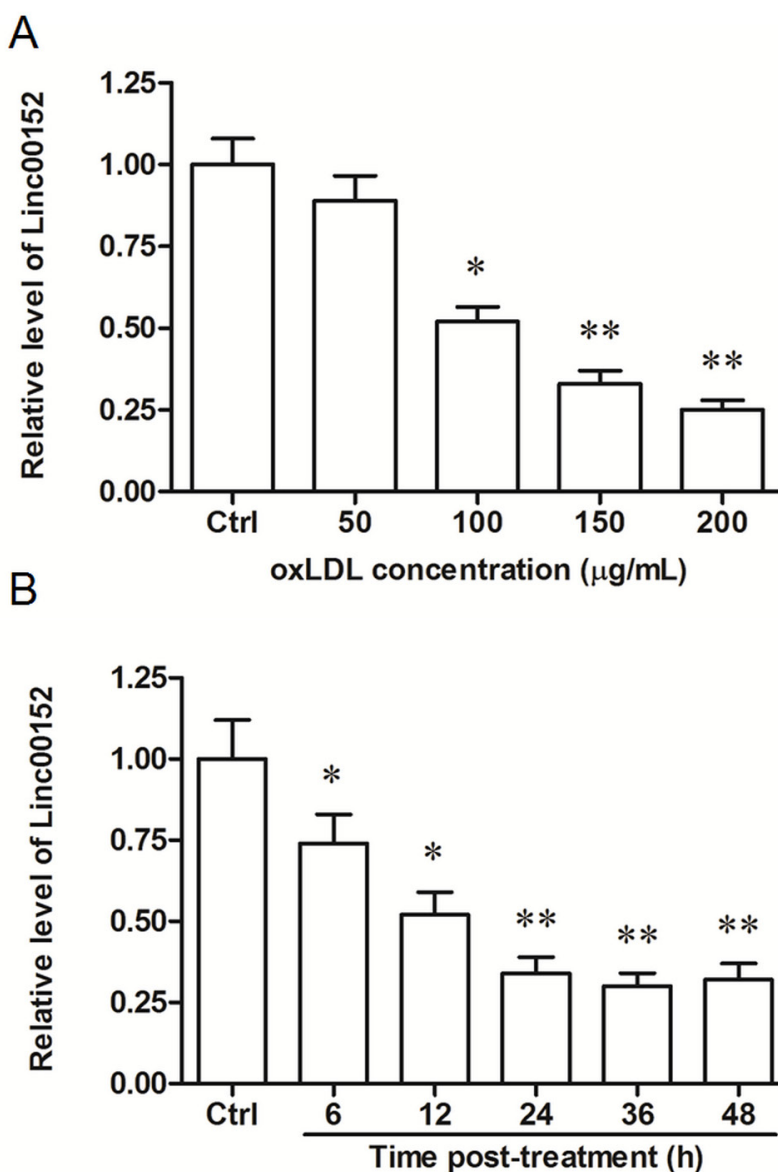 A
Relative level of Linc00152
1.25
1.00
*
0.75
**
0.50
**
0.25
0.00
Ctrl 50 100 150 200
oxLDL concentration (μg/mL)
B
Relative level of Linc00152
1.25
1.00
*
0.75
*
0.50
** ** **
0.25
0.00
Ctrl 6 12 24 36 48
Time post-treatment (h)